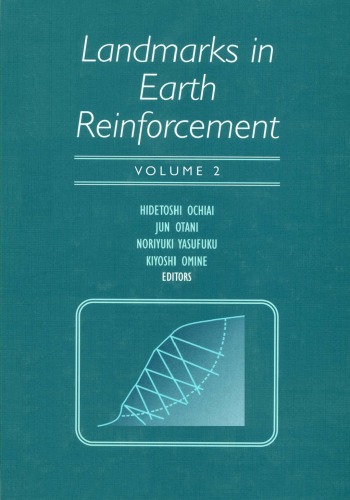 Landmarks in
Earth
Reinforcement
VOLUME 2
HIDETOSHI OCHIAI
JUN OTANI
NORIYUKI YASUFUKU
KIYOSHI OMINE
EDITORS